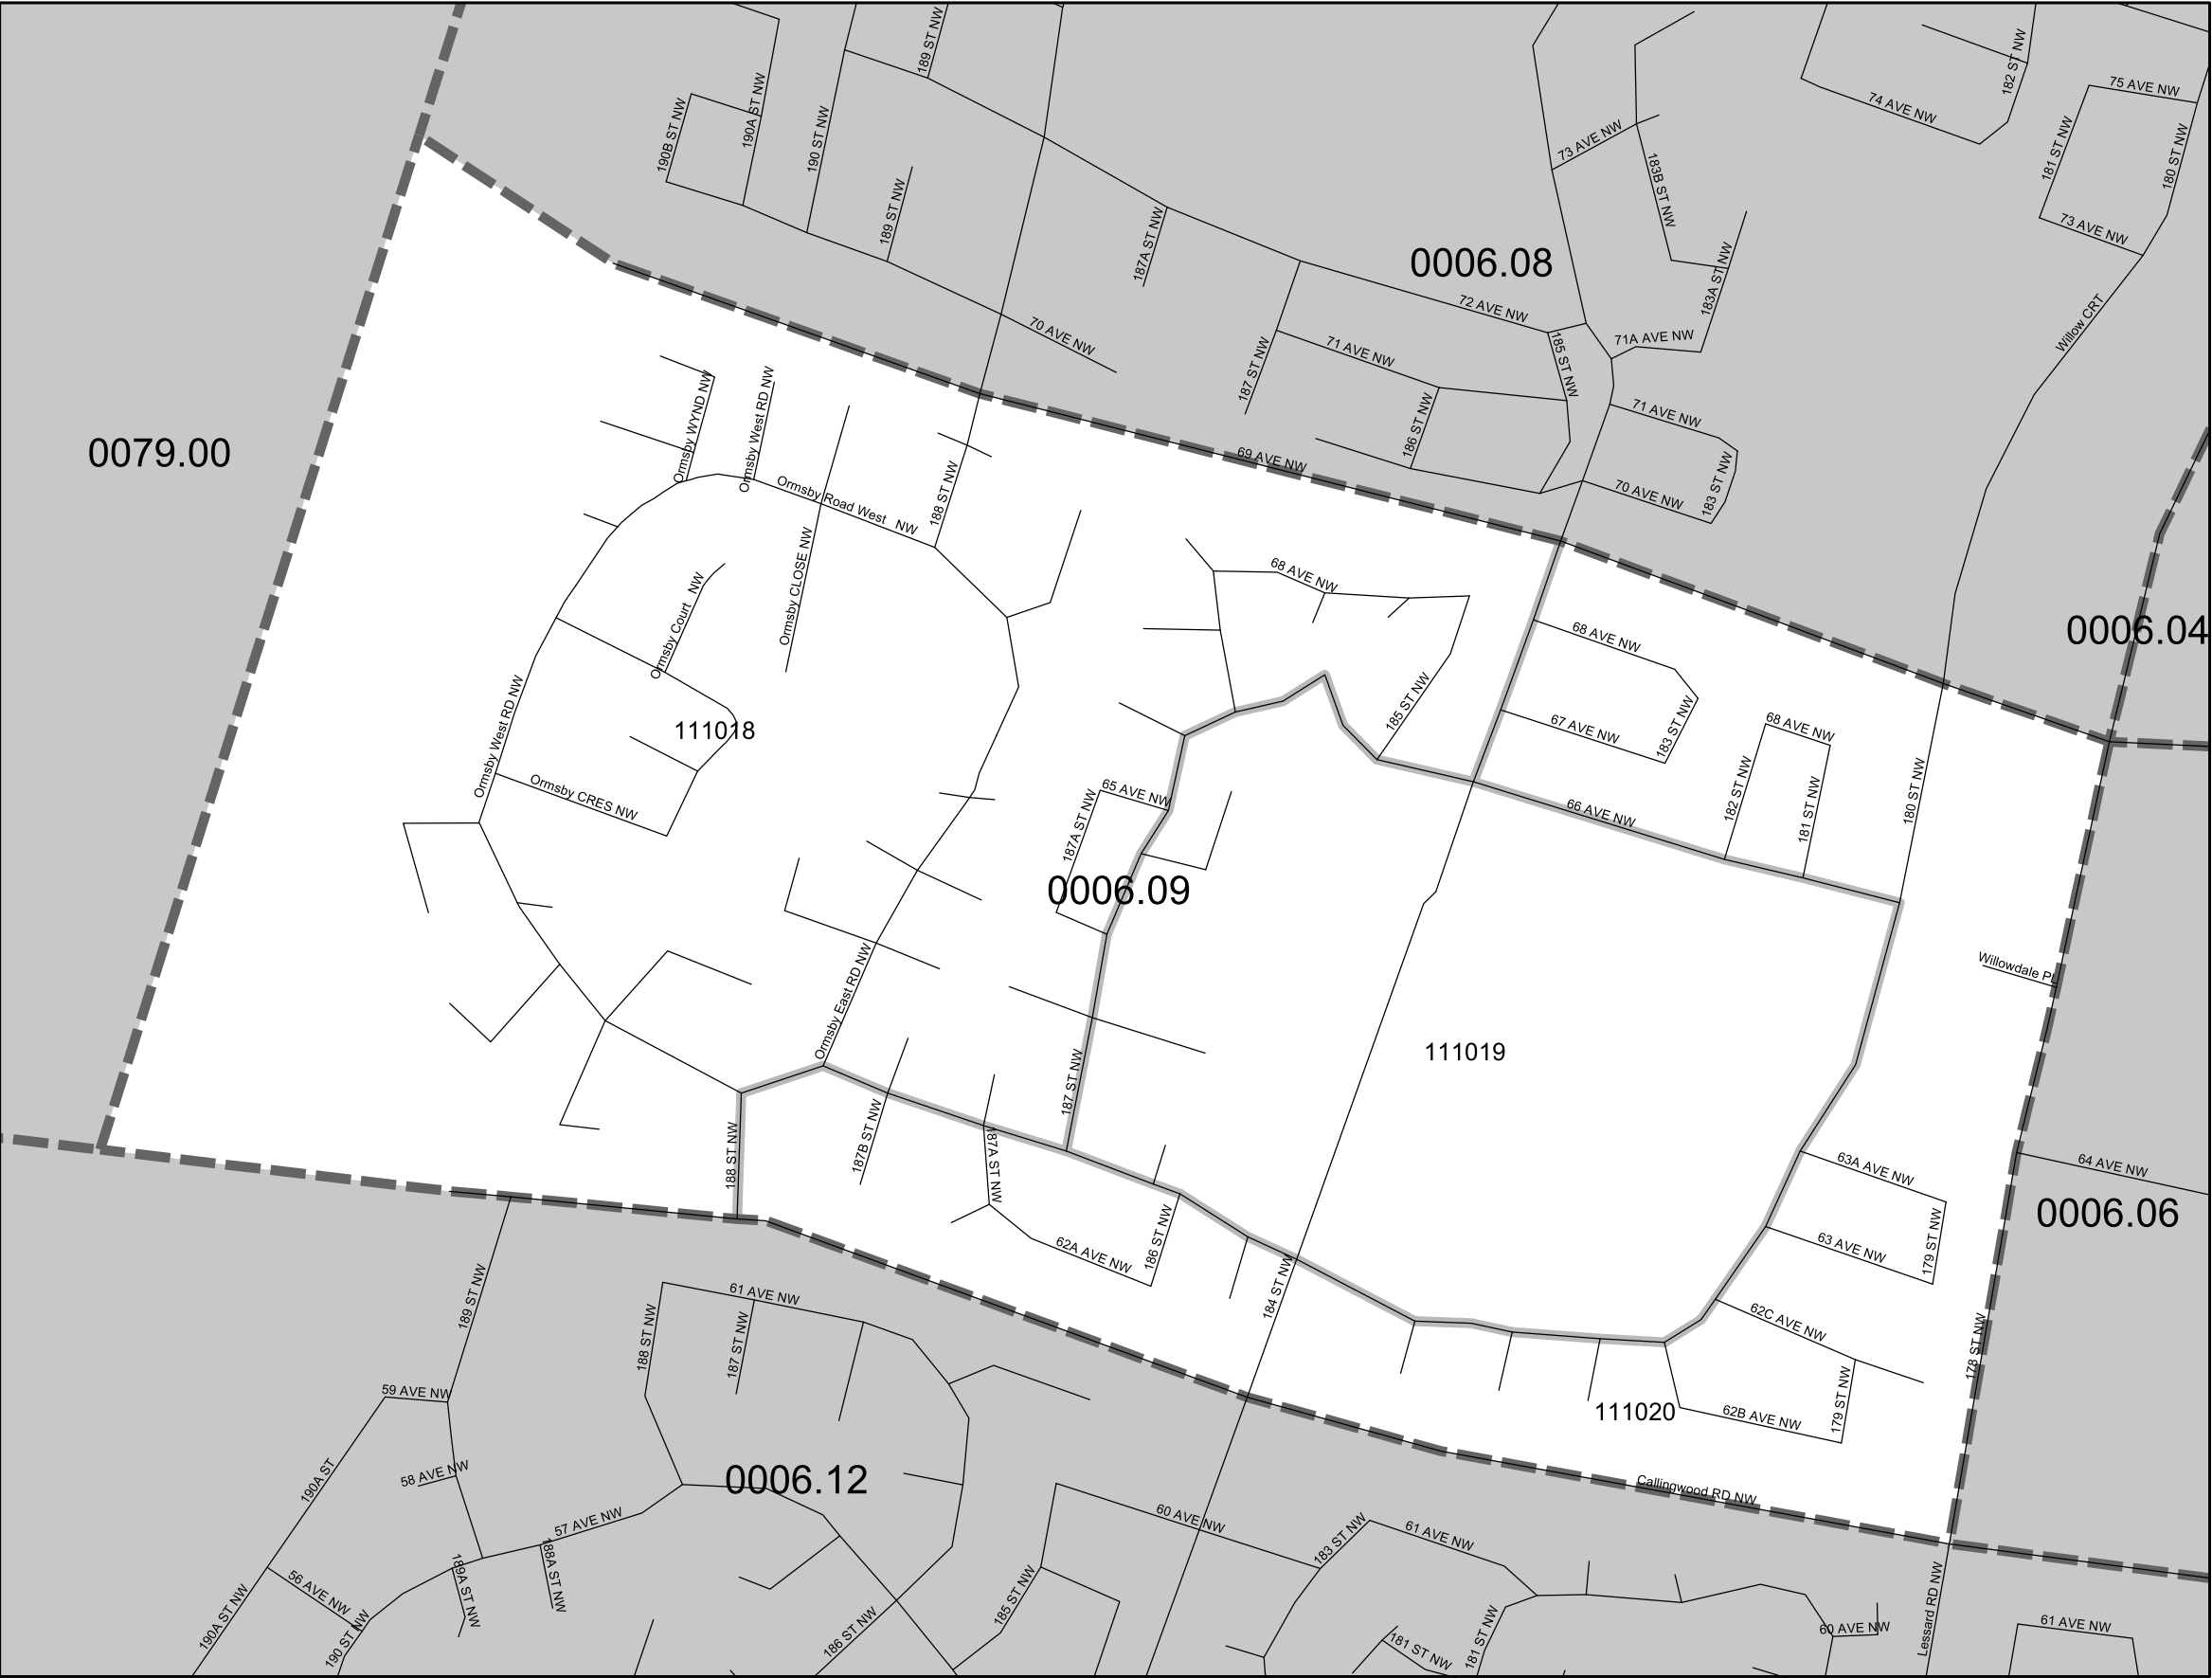 189 ST NW
182 ST NW
75 AVE NW
190A ST NW
190B ST NW
190 ST NW
74 AVE NW
73 AVE NW
181 ST NW
180 ST NW
183B ST NW
189 ST NW
187A ST NW
73 AVE NW
0006.08
183A ST NW
72 AVE NW
Willow CRT
70 AVE NW
71A AVE NW
71 AVE NW
185 ST NW
187 ST NW
186 ST NW
71 AVE NW
Ormsby WYND NW
Ormsby West RD NW
0079.00
69 AVE NW
183 ST NW
70 AVE NW
Ormsby Road West NW
188 ST NW
Ormsby CLOSE NW
68 AVE NW
Ormsby Court NW
68 AVE NW
0006.04
185 ST NW
67 AVE NW
183 ST NW
68 AVE NW
111018
Ormsby West RD NW
182 ST NW
181 ST NW
180 ST NW
Ormsby CRES NW
65 AVE NW
187A ST NW
66 AVE NW
0006.09
Willowdale PL
Ormsby East RD NW
111019
187 ST NW
187B ST NW
188 ST NW
187A ST NW
63A AVE NW
64 AVE NW
0006.06
186 ST NW
62A AVE NW
63 AVE NW
179 ST NW
184 ST NW
189 ST NW
61 AVE NW
188 ST NW
187 ST NW
62C AVE NW
178 ST NW
59 AVE NW
179 ST NW
111020
62B AVE NW
58 AVE NW
190A ST
0006.12
Callingwood RD NW
57 AVE NW
60 AVE NW
183 ST NW
61 AVE NW
189A ST NW
188A ST NW
56 AVE NW
190A ST NW
190 ST NW
185 ST NW
186 ST NW
181 ST NW
181 ST NW
60 AVE NW
Lessard RD NW
61 AVE NW